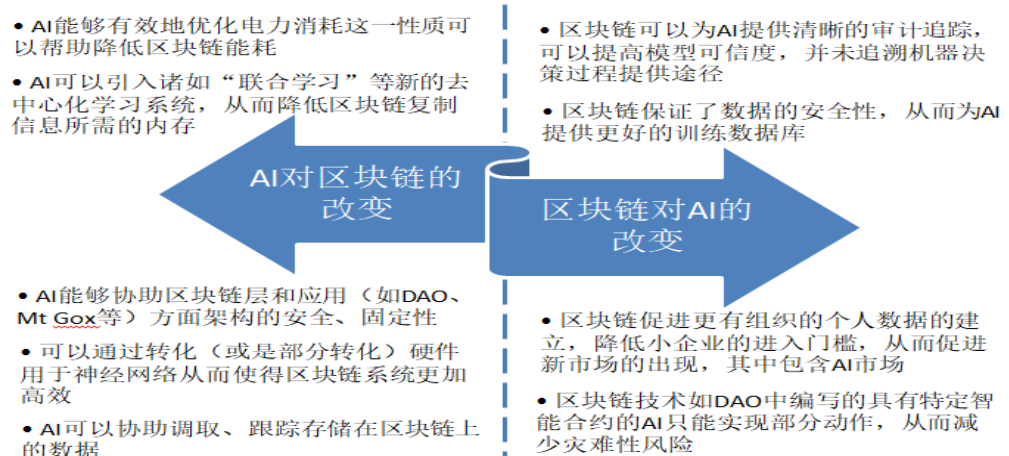 • AI能够有效地优化电力消耗这一性质可
以帮助降低区块链能耗
• AI可以引入诸如“联合学习”等新的去
中心化学习系统，从而降低区块链复制
信息所需的内存
AI对区块链的
改变
• AI能够协助区块链层和应用（如DAO、
Mt Gox等）方面架构的安全、固定性
• 可以通过转化（或是部分转化）硬件
用于神经网络从而使得区块链系统更加
高效
• AI可以协助调取、跟踪存储在区块链上
的数据
• 区块链可以为AI提供清晰的审计追踪，
可以提高模型可信度，并未追溯机器决
策过程提供途径
• 区块链保证了数据的安全性，从而为AI
提供更好的训练数据库
区块链对AI的
改变
• 区块链促进更有组织的个人数据的建
立，降低小企业的进入门槛，从而促进
新市场的出现，其中包含AI市场
• 区块链技术如DAO中编写的具有特定智
能合约的AI只能实现部分动作，从而减
少灾难性风险